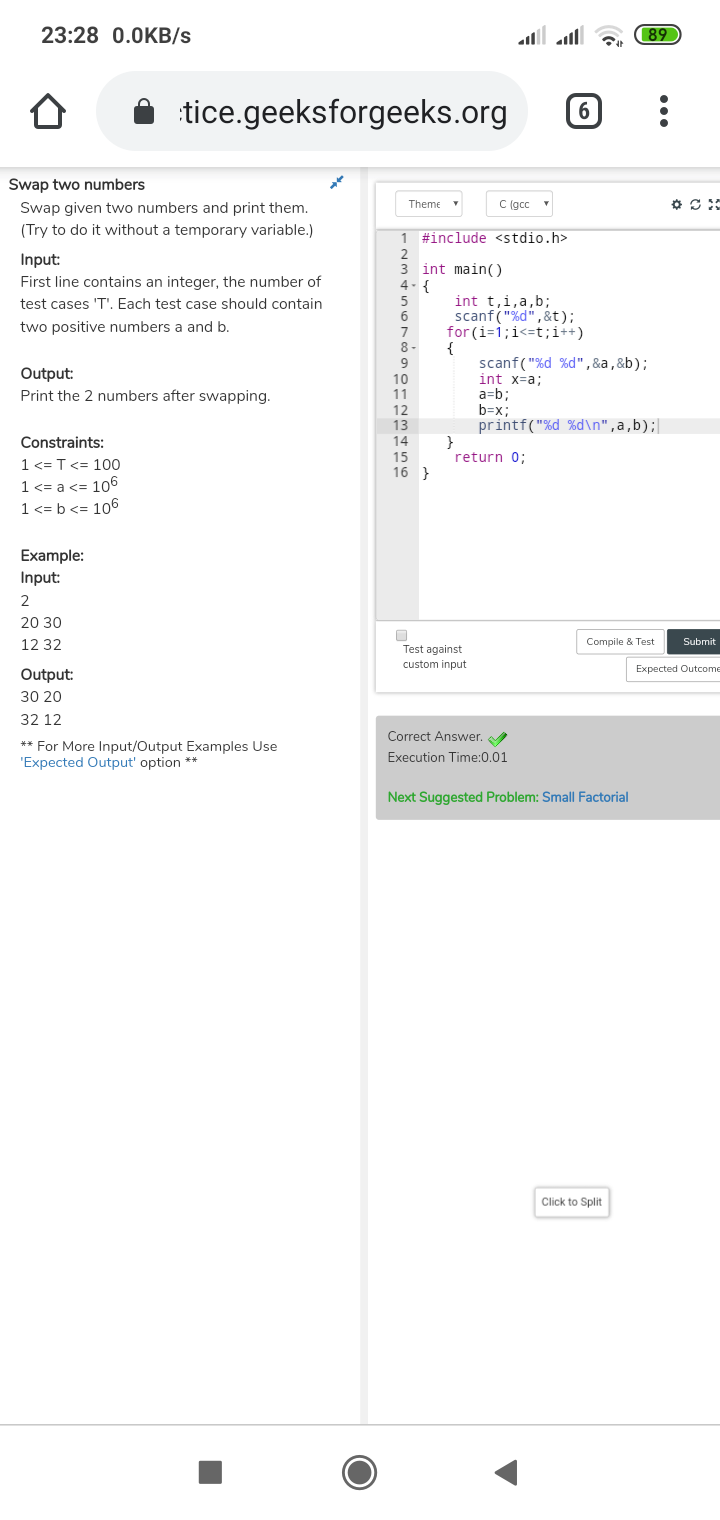 23:28 0.0KB/s
89
:tice.geeksforgeeks.org
6
Swap two numbers
Swap given two numbers and print them.
(Try to do it without a temporary variable.)
Input:
First line contains an integer, the number of
test cases 'T'. Each test case should contain
two positive numbers a and b.
Output:
Print the 2 numbers after swapping.
Constraints:
1 <= T <= 100
1 <= a <= 10⁶
1 <= b <= 10⁶
Example:
Input:
2
20 30
12 32
Output:
30 20
32 12
** For More Input/Output Examples Use
'Expected Output' option **
Theme
C (gcc
1 #include <stdio.h>
2
3 int main()
4 {
5 int t,i,a,b;
6 scanf("%d",&t);
7 for(i=1;i<=t;i++)
8 {
9 scanf("%d %d",&a,&b);
10 int x=a;
11 a=b;
12 b=x;
13 printf("%d %d\n",a,b);
14 }
15 return 0;
16 }
Test against
custom input
Compile & Test
Submit
Expected Outcome
Correct Answer.
Execution Time:0.01
Next Suggested Problem: Small Factorial
Click to Split